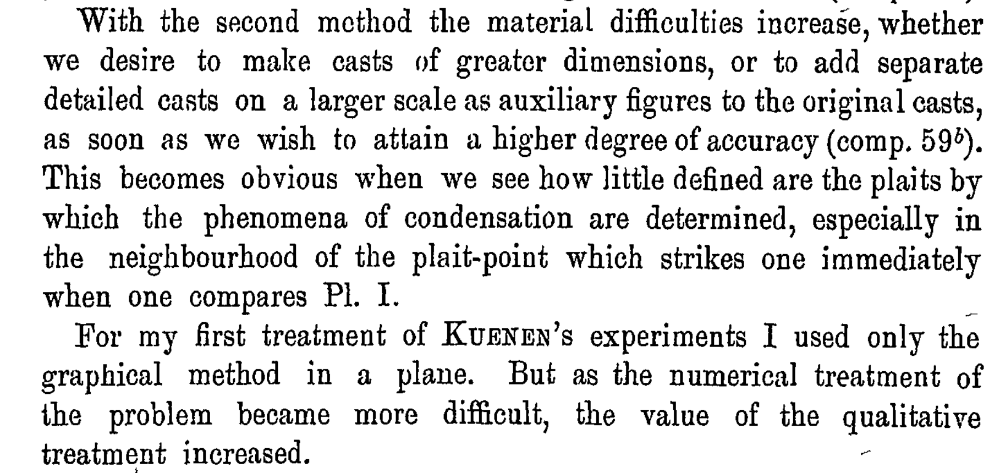 With the second method the material difficulties increase, whether
we desire to make casts of greater dimensions, or to add separate
detailed casts on a larger scale as auxiliary figures to the original casts,
as soon as we wish to attain a higher degree of accuracy (comp. 59ᵇ).
This becomes obvious when we see how little defined are the plaits by
which the phenomena of condensation are determined, especially in
the neighbourhood of the plait-point which strikes one immediately
when one compares Pl. I.
For my first treatment of KUENEN's experiments I used only the
graphical method in a plane. But as the numerical treatment of
the problem became more difficult, the value of the qualitative
treatment increased.